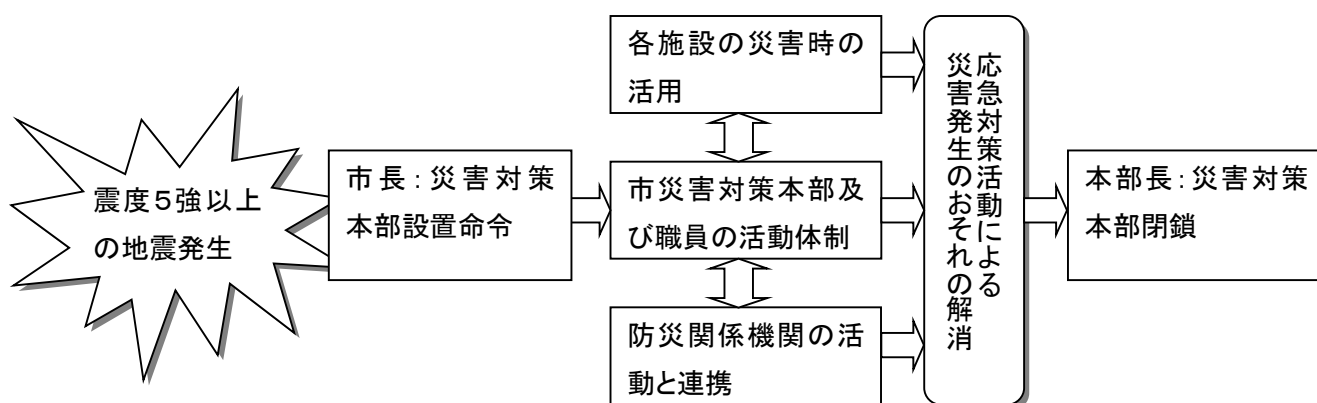 震度5強以上
の地震発生
市長:災害対策
本部設置命令
各施設の災害時の
活用
市災害対策本部及
び職員の活動体制
防災関係機関の活
動と連携
応急対策活動による
災害発生のおそれの解消
本部長:災害対策
本部閉鎖